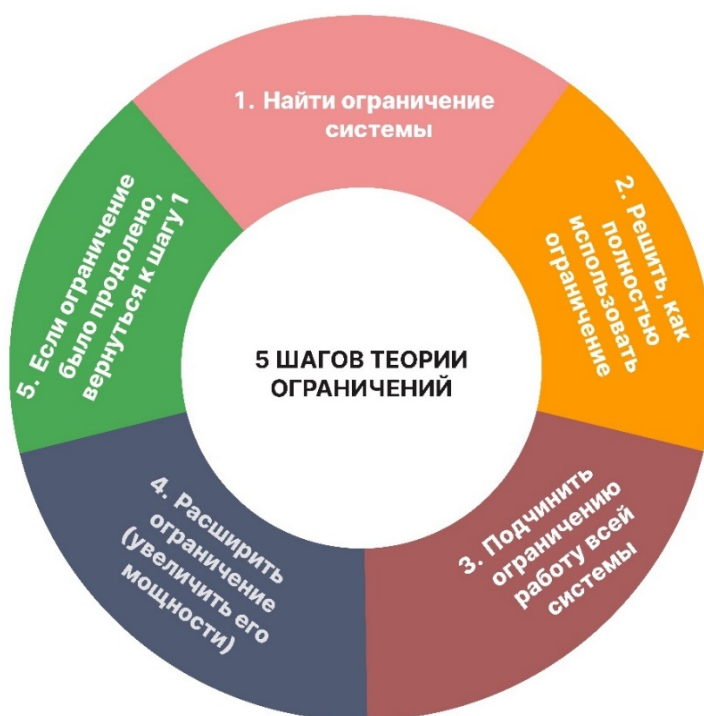 1. Найти ограничение
системы
2. Решить, как
полностью
использовать
ограничение
3. Подчинить
ограничению
работу всей
системы
4. Расширить
ограничение
(увеличить его
мощности)
5. Если ограничение
было продолено,
вернуться к шагу 1
5 ШАГОВ ТЕОРИИ
ОГРАНИЧЕНИЙ